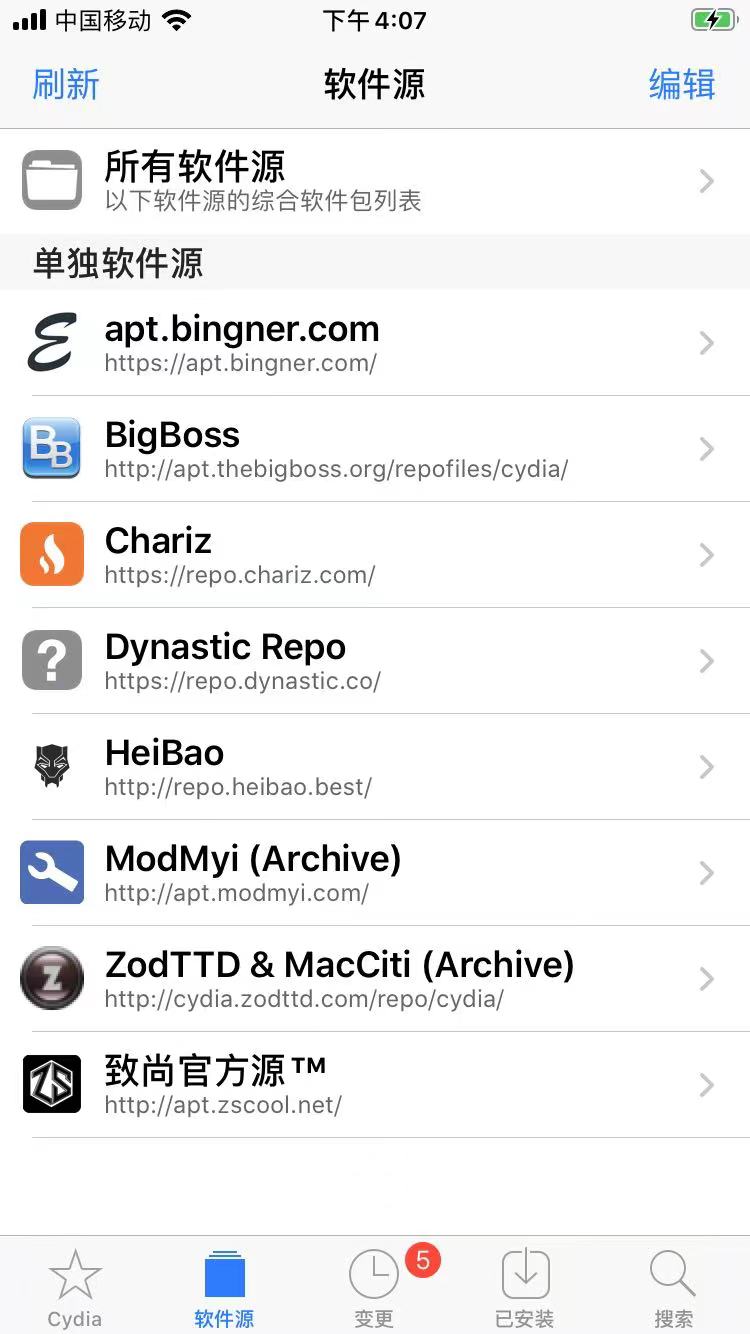 中国移动 下午4:07
刷新 软件源 编辑
所有软件源
以下软件源的综合软件包列表
单独软件源
apt.bingner.com
https://apt.bingner.com/
BB
BigBoss
http://apt.thebigboss.org/repofiles/cydia/
Chariz
https://repo.chariz.com/
?
Dynastic Repo
https://repo.dynastic.co/
HeiBao
http://repo.heibao.best/
ModMyi (Archive)
http://apt.modmyi.com/
Z
ZodTTD & MacCiti (Archive)
http://cydia.zodttd.com/repo/cydia/
ZS
致尚官方源™
http://apt.zscool.net/
5
Cydia 软件源 变更 已安装 搜索